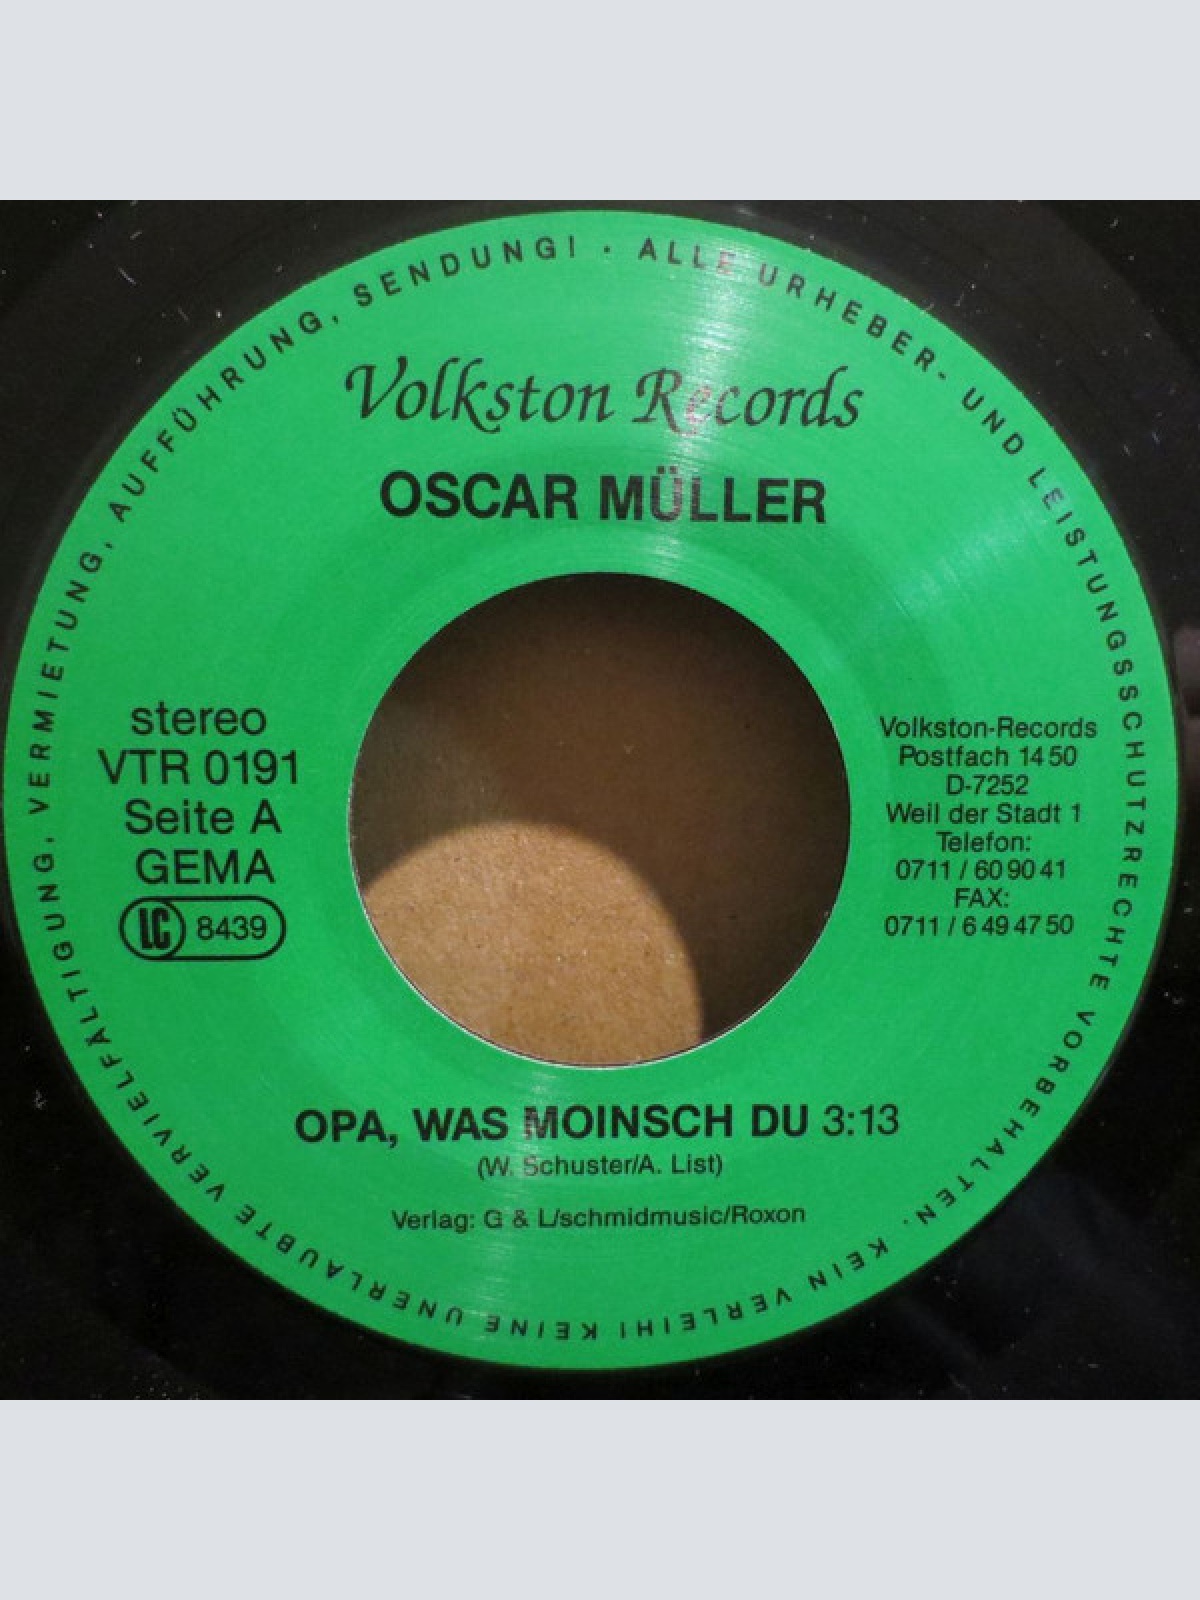 ALLE URHEBER- UND LEISTUNGSSCHUTZRECHTE VORBEHALTEN. KEIN VERLEIH! KEINE UNERLAUBTE VERVIELFÄLTIGUNG, VERMIETUNG, AUFFÜHRUNG, SENDUNG! ·
Volkston Records
OSCAR MÜLLER
stereo
VTR 0191
Seite A
GEMA
LC 8439
Volkston-Records
Postfach 14 50
D-7252
Weil der Stadt 1
Telefon:
0711 / 60 90 41
FAX:
0711 / 6 49 47 50
OPA, WAS MOINSCH DU 3:13
(W. Schuster/A. List)
Verlag: G & L/schmidmusic/Roxon